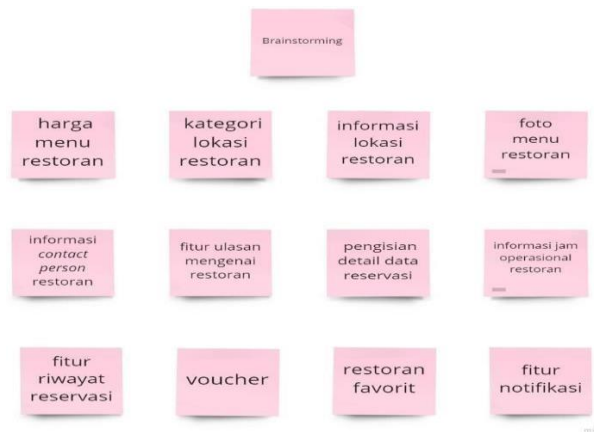 Brainstorming
harga
menu
restoran
kategori
lokasi
restoran
informasi
lokasi
restoran
foto
menu
restoran
informasi
contact
person
restoran
fitur ulasan
mengenai
restoran
pengisian
detail data
reservasi
informasi jam
operasional
restoran
fitur
riwayat
reservasi
voucher
restoran
favorit
fitur
notifikasi